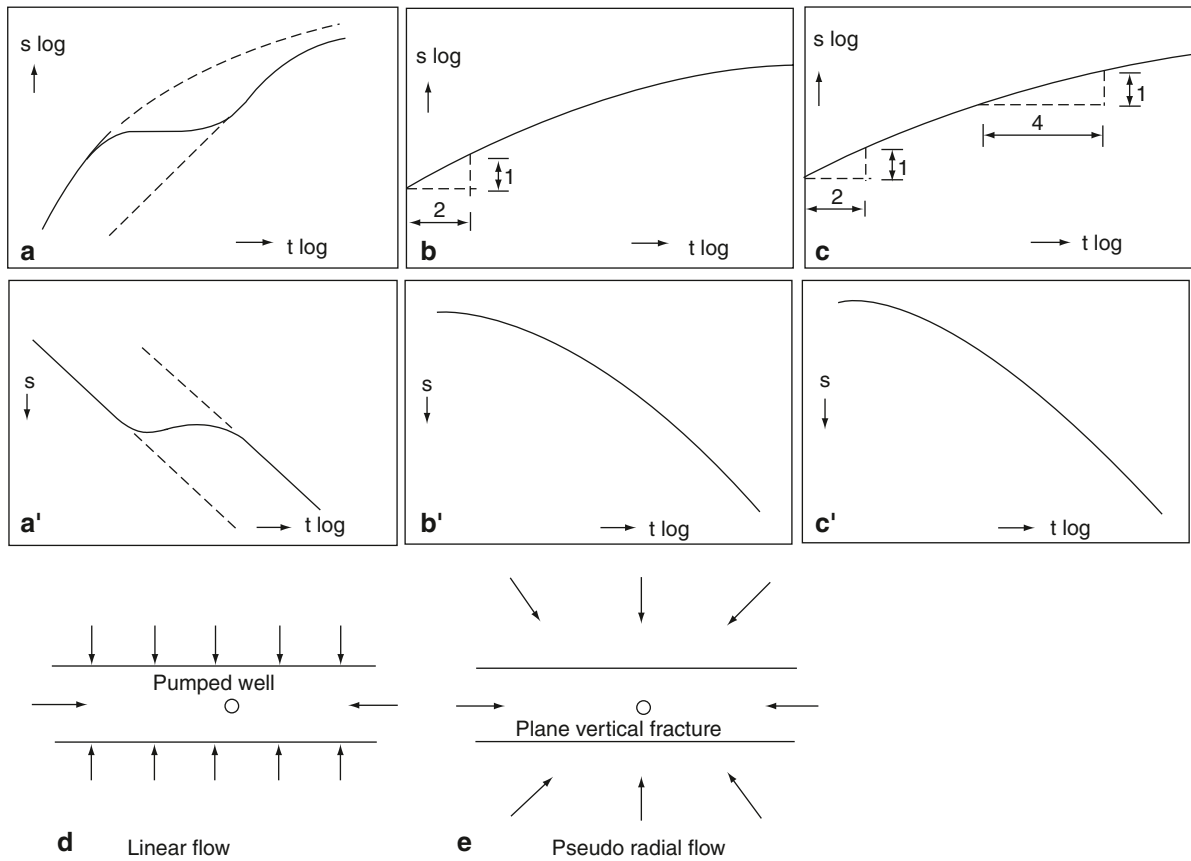 s log
t log
a
s log
1
2
t log
b
s log
1
4
1
2
t log
c
s
t log
a'
s
t log
b'
s
t log
c'
Pumped well
d Linear flow
Plane vertical fracture
e Pseudo radial flow